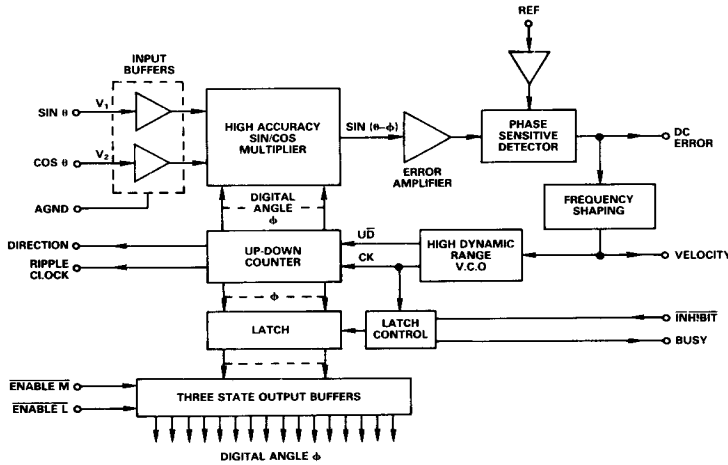 REF
INPUT
BUFFERS
SIN θ
V1
COS θ
V2
AGND
HIGH ACCURACY
SIN/COS
MULTIPLIER
SIN (θ–ϕ)
ERROR
AMPLIFIER
PHASE
SENSITIVE
DETECTOR
DC
ERROR
FREQUENCY
SHAPING
DIGITAL
ANGLE
ϕ
DIRECTION
RIPPLE
CLOCK
UP-DOWN
COUNTER
UD̅
CK
HIGH DYNAMIC
RANGE
V.C.O
VELOCITY
ϕ
LATCH
LATCH
CONTROL
INHIBIT
BUSY
ENABLE M
ENABLE L
THREE STATE OUTPUT BUFFERS
DIGITAL ANGLE ϕ